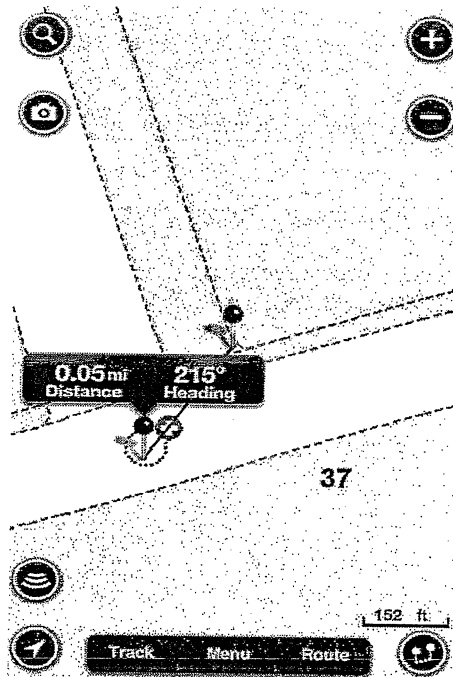 0.05mi 215°
Distance Heading
37
152 ft
Track Menu Route